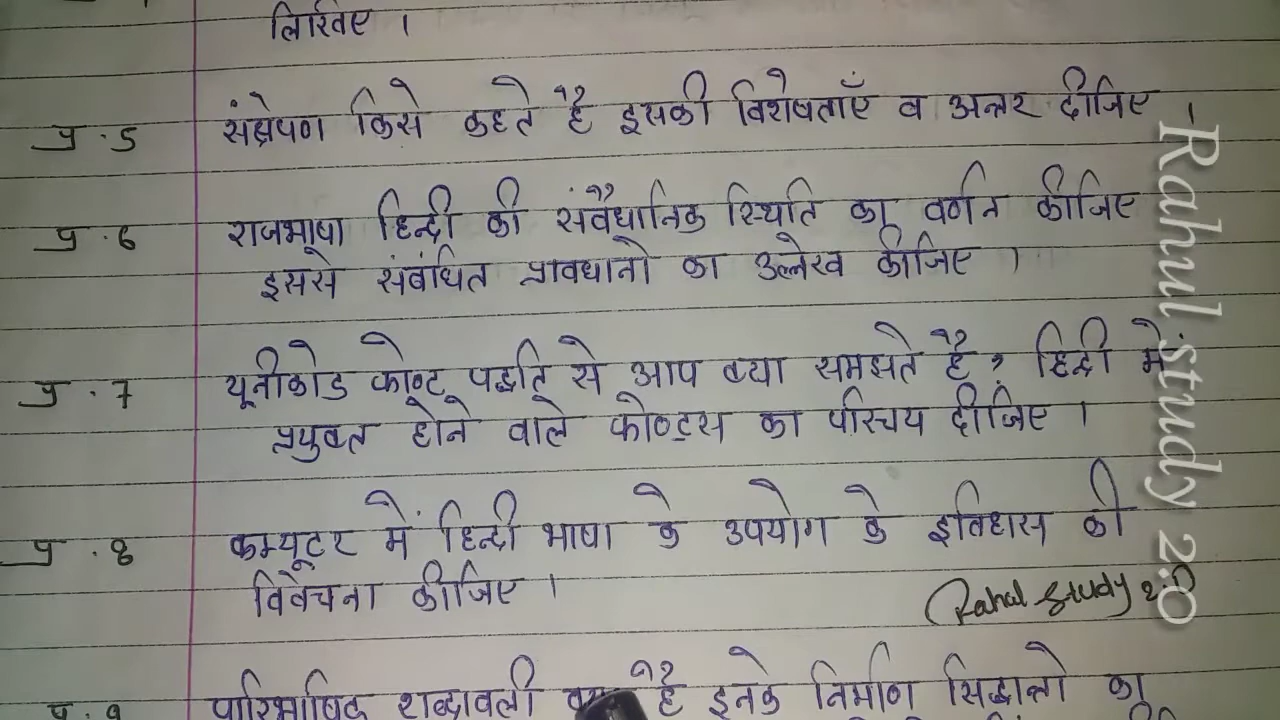 लिखिए ।
प्र. 5 संक्षेपण किसे कहते है इसकी विशेषताएँ व अन्तर दीजिए ।
प्र. 6 राजभाषा हिन्दी की संवैधानिक स्थिति का वर्णन कीजिए
इससे संबंधित प्रावधानो का उल्लेख कीजिए ।
प्र. 7 यूनीकोड फोण्ट पद्धति से आप क्या समझते है, हिन्दी में
प्रयुक्त होने वाले फोण्ट्स का परिचय दीजिए ।
प्र. 8 कम्प्यूटर में हिन्दी भाषा के उपयोग के इतिहास की
विवेचना कीजिए ।
Rahul study 2.0
प्र. 9 पारिभाषिक शब्दावली है इनके निर्माण सिद्धान्तो का
Rahul study 2.0